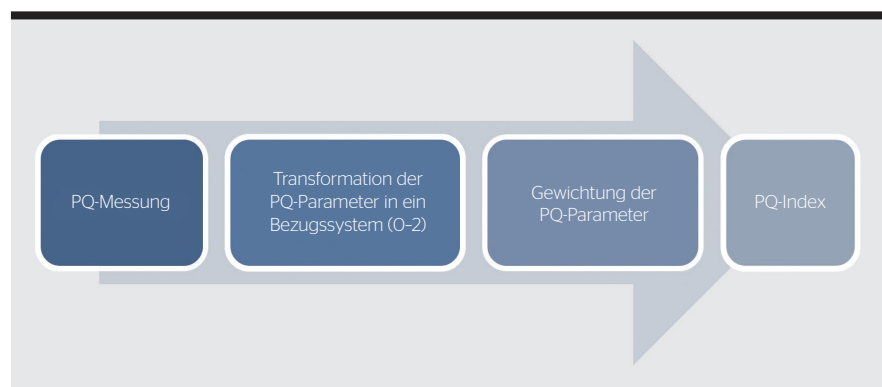 PQ-Messung
Transformation der
PQ-Parameter in ein
Bezugssystem (0–2)
Gewichtung der
PQ-Parameter
PQ-Index